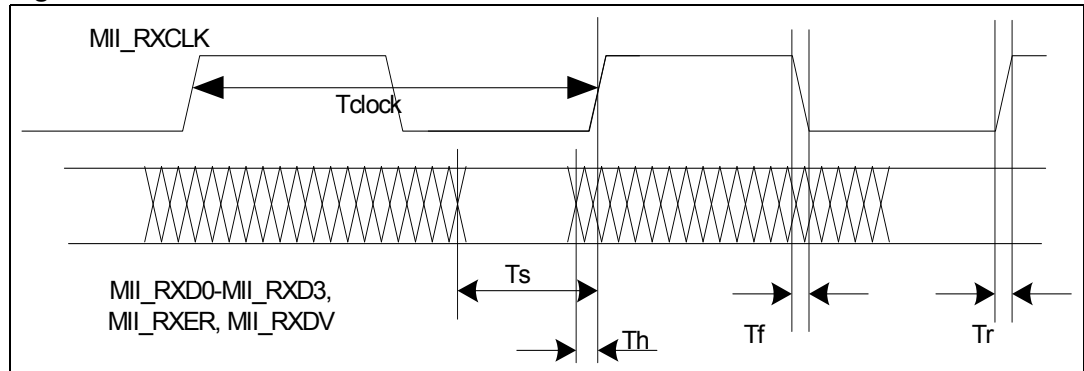 MII_RXCLK
Tclock
Ts
MII_RXD0-MII_RXD3,
MII_RXER, MII_RXDV
Th
Tf
Tr